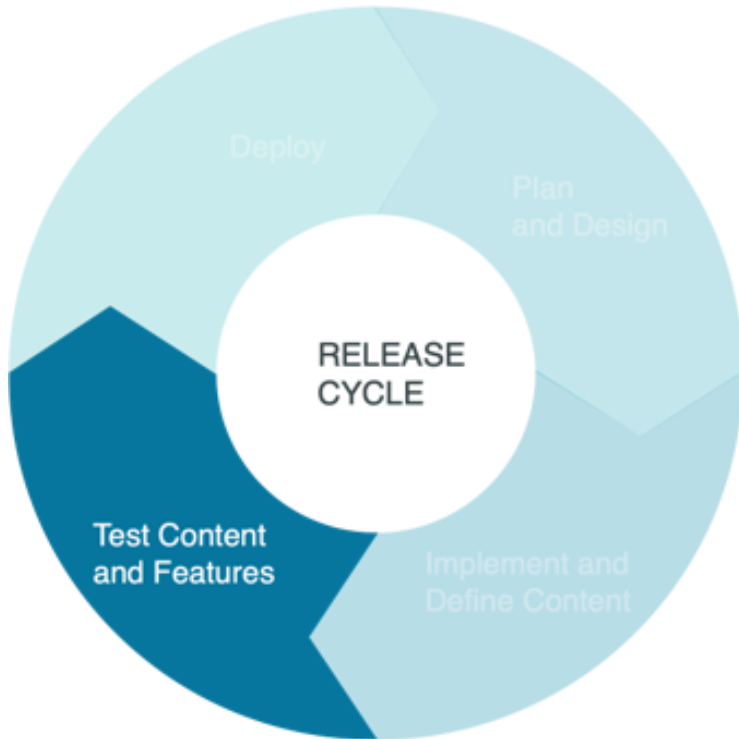 Deploy
Plan
and Design
RELEASE
CYCLE
Test Content
and Features
Implement and
Define Content